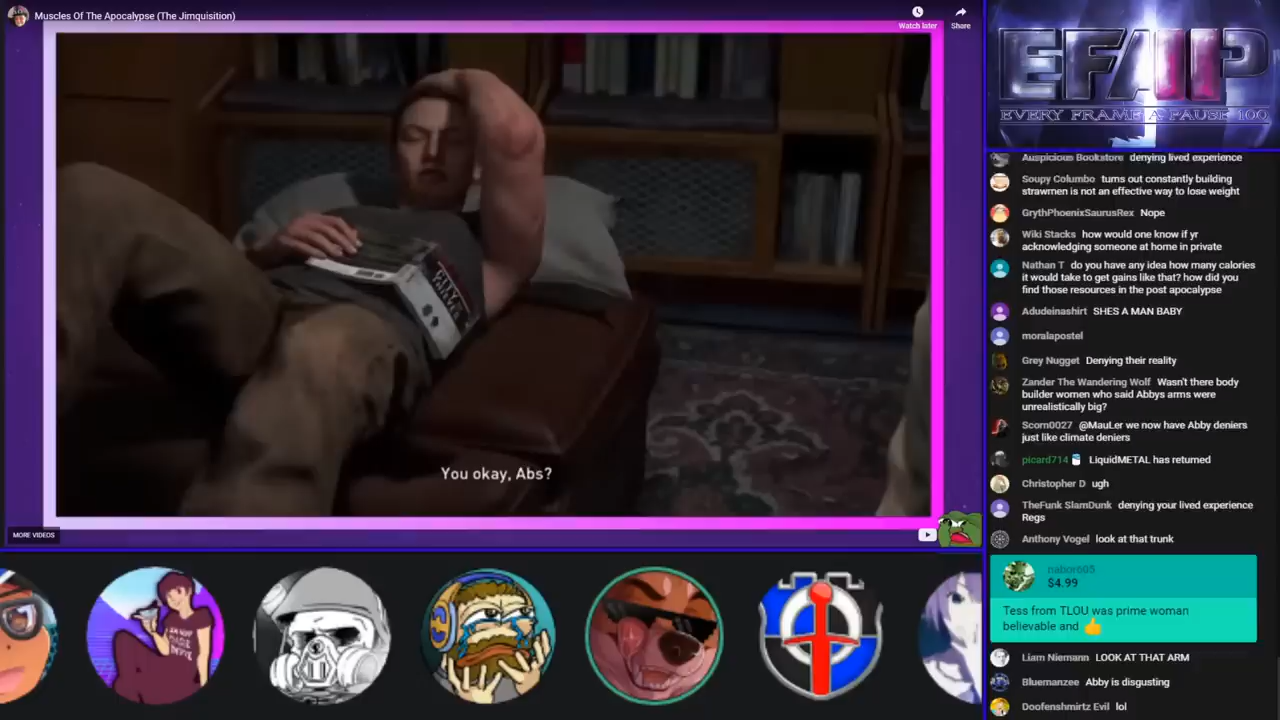 Muscles Of The Apocalypse (The Jimquisition)
Watch later
Share
You okay, Abs?
MORE VIDEOS
EFAP
EVERY FRAME A PAUSE 100
Auspicious Bookstore denying lived experience
Soupy Columbo turns out constantly building
strawmen is not an effective way to lose weight
GrythPhoenixSaurusRex Nope
Wiki Stacks how would one know if yr
acknowledging someone at home in private
Nathan T do you have any idea how many calories
it would take to get gains like that? how did you
find those resources in the post apocalypse
Adudeinashirt SHES A MAN BABY
moralapostel
Grey Nugget Denying their reality
Zander The Wandering Wolf Wasn't there body
builder women who said Abbys arms were
unrealistically big?
Scorn0027 @MauLer we now have Abby deniers
just like climate deniers
picard714 LiquidMETAL has returned
Christopher D ugh
TheFunk SlamDunk denying your lived experience
Regs
Anthony Vogel look at that trunk
nabor605
$4.99
Tess from TLOU was prime woman
believable and 👍
Liam Niemann LOOK AT THAT ARM
Bluemanzee Abby is disgusting
Doofenshmirtz Evil lol